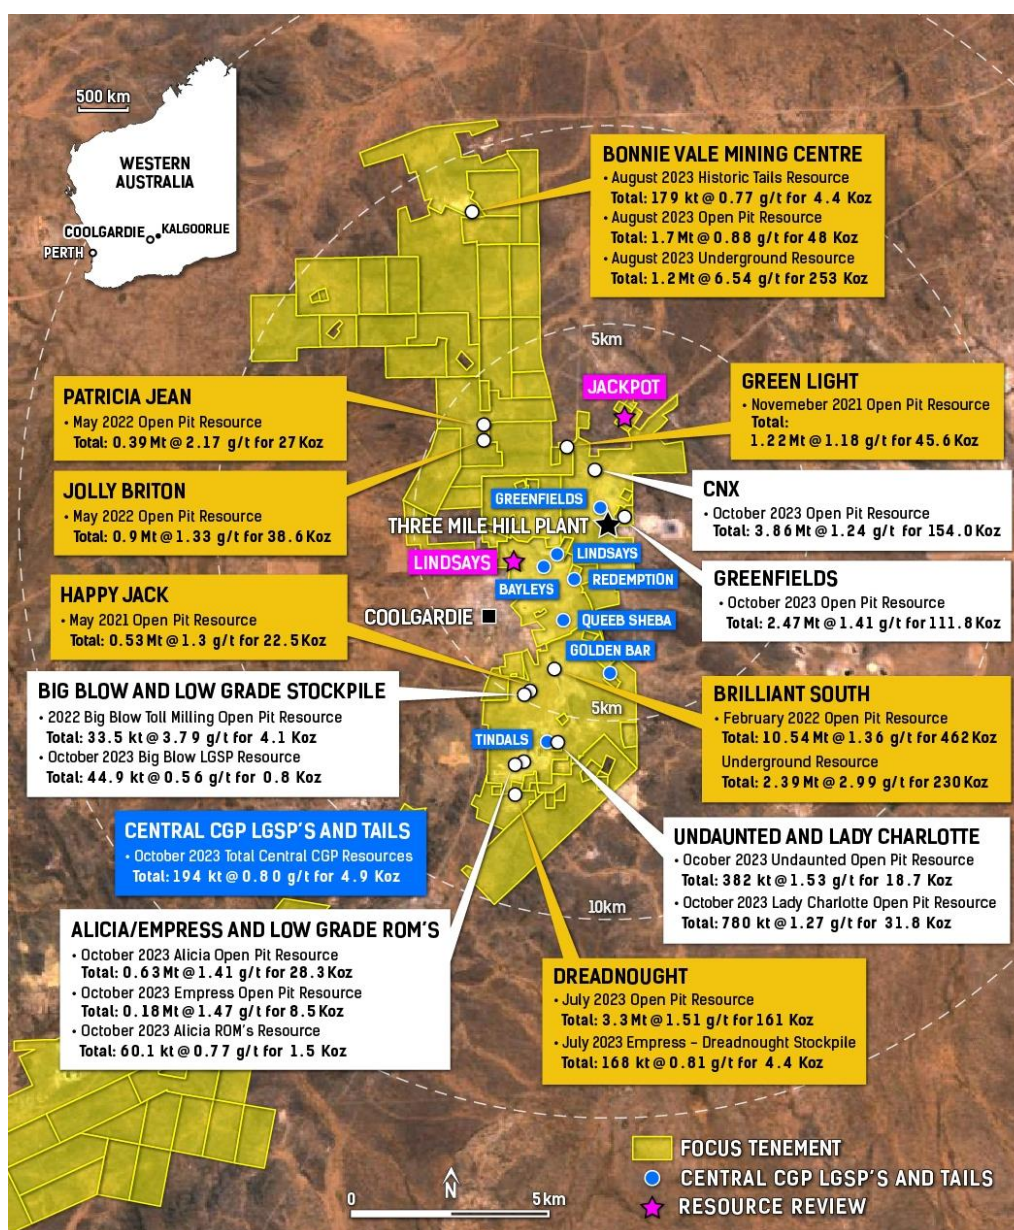 500 km
WESTERN
AUSTRALIA
COOLGARDIE
KALGOORLIE
PERTH
BONNIE VALE MINING CENTRE
• August 2023 Historic Tails Resource
Total: 179 kt @ 0.77 g/t for 4.4 Koz
• August 2023 Open Pit Resource
Total: 1.7 Mt @ 0.88 g/t for 48 Koz
• August 2023 Underground Resource
Total: 1.2 Mt @ 6.54 g/t for 253 Koz
5km
JACKPOT
PATRICIA JEAN
• May 2022 Open Pit Resource
Total: 0.39 Mt @ 2.17 g/t for 27 Koz
GREEN LIGHT
• Novemeber 2021 Open Pit Resource
Total:
1.22 Mt @ 1.18 g/t for 45.6 Koz
JOLLY BRITON
• May 2022 Open Pit Resource
Total: 0.9 Mt @ 1.33 g/t for 38.6 Koz
CNX
• October 2023 Open Pit Resource
Total: 3.86 Mt @ 1.24 g/t for 154.0 Koz
GREENFIELDS
THREE MILE HILL PLANT
LINDSAYS
LINDSAYS
BAYLEYS
REDEMPTION
GREENFIELDS
• October 2023 Open Pit Resource
Total: 2.47 Mt @ 1.41 g/t for 111.8 Koz
HAPPY JACK
• May 2021 Open Pit Resource
Total: 0.53 Mt @ 1.3 g/t for 22.5 Koz
COOLGARDIE
QUEEB SHEBA
GOLDEN BAR
BIG BLOW AND LOW GRADE STOCKPILE
• 2022 Big Blow Toll Milling Open Pit Resource
Total: 33.5 kt @ 3.79 g/t for 4.1 Koz
• October 2023 Big Blow LGSP Resource
Total: 44.9 kt @ 0.56 g/t for 0.8 Koz
5km
TINDALS
BRILLIANT SOUTH
• February 2022 Open Pit Resource
Total: 10.54 Mt @ 1.36 g/t for 462 Koz
Underground Resource
Total: 2.39 Mt @ 2.99 g/t for 230 Koz
CENTRAL CGP LGSP'S AND TAILS
• October 2023 Total Central CGP Resources
Total: 194 kt @ 0.80 g/t for 4.9 Koz
UNDAUNTED AND LADY CHARLOTTE
• Ocober 2023 Undaunted Open Pit Resource
Total: 382 kt @ 1.53 g/t for 18.7 Koz
• October 2023 Lady Charlotte Open Pit Resource
Total: 780 kt @ 1.27 g/t for 31.8 Koz
10km
ALICIA/EMPRESS AND LOW GRADE ROM'S
• October 2023 Alicia Open Pit Resource
Total: 0.63 Mt @ 1.41 g/t for 28.3 Koz
• October 2023 Empress Open Pit Resource
Total: 0.18 Mt @ 1.47 g/t for 8.5 Koz
• October 2023 Alicia ROM's Resource
Total: 60.1 kt @ 0.77 g/t for 1.5 Koz
DREADNOUGHT
• July 2023 Open Pit Resource
Total: 3.3 Mt @ 1.51 g/t for 161 Koz
• July 2023 Empress – Dreadnought Stockpile
Total: 168 kt @ 0.81 g/t for 4.4 Koz
FOCUS TENEMENT
CENTRAL CGP LGSP'S AND TAILS
RESOURCE REVIEW
N
0
5km